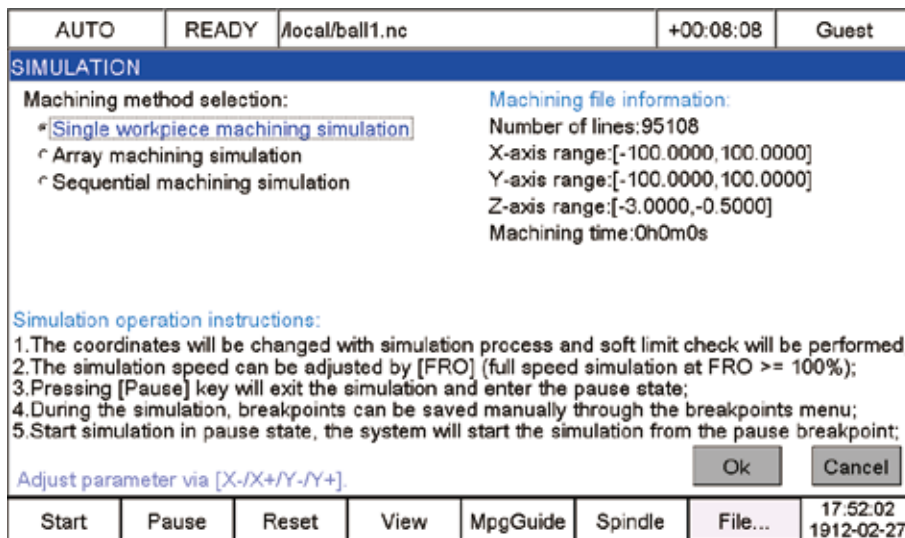 AUTO READY /local/ball1.nc +00:08:08 Guest
SIMULATION
Machining method selection:
Single workpiece machining simulation
Array machining simulation
Sequential machining simulation
Machining file information:
Number of lines:95108
X-axis range:[-100.0000,100.0000]
Y-axis range:[-100.0000,100.0000]
Z-axis range:[-3.0000,-0.5000]
Machining time:0h0m0s
Simulation operation instructions:
1.The coordinates will be changed with simulation process and soft limit check will be performed
2.The simulation speed can be adjusted by [FRO] (full speed simulation at FRO >= 100%);
3.Pressing [Pause] key will exit the simulation and enter the pause state;
4.During the simulation, breakpoints can be saved manually through the breakpoints menu;
5.Start simulation in pause state, the system will start the simulation from the pause breakpoint;
Adjust parameter via [X-/X+/Y-/Y+].
Ok Cancel
Start Pause Reset View MpgGuide Spindle File... 17:52:02
1912-02-27